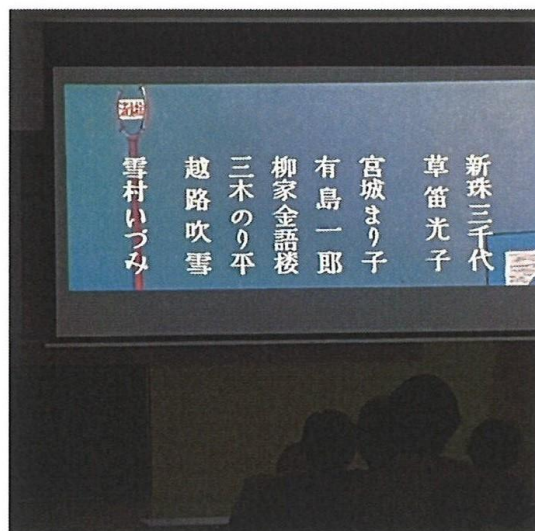 新珠三千代
草笛光子
宮城まり子
有島一郎
柳家金語楼
三木のり平
越路吹雪
雪村いづみ